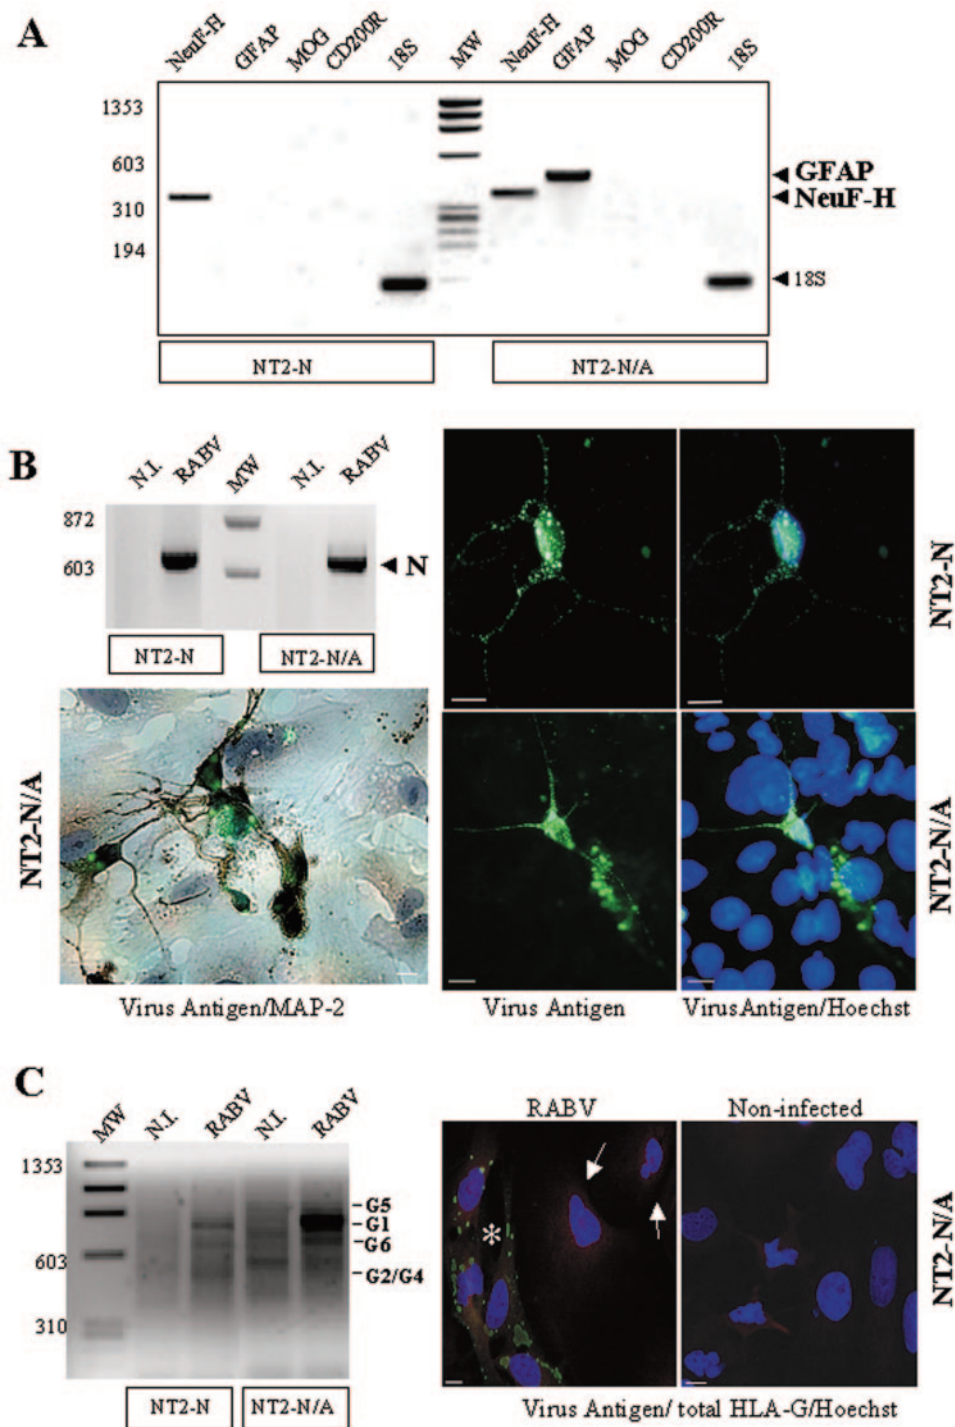 A
NeuF-H GFAP MOG CD200R 18S MW NeuF-H GFAP MOG CD200R 18S
1353
603
310
194
GFAP
NeuF-H
18S
NT2-N NT2-N/A
B
N.I. RABV MW N.I. RABV
872
603
N
NT2-N NT2-N/A
NT2-N
NT2-N/A
NT2-N/A
Virus Antigen/MAP-2
Virus Antigen
VirusAntigen/Hoechst
C
MW N.I. RABV N.I. RABV
1353
603
310
G5
G1
G6
G2/G4
NT2-N NT2-N/A
RABV Non-infected
*
NT2-N/A
Virus Antigen/ total HLA-G/Hoechst